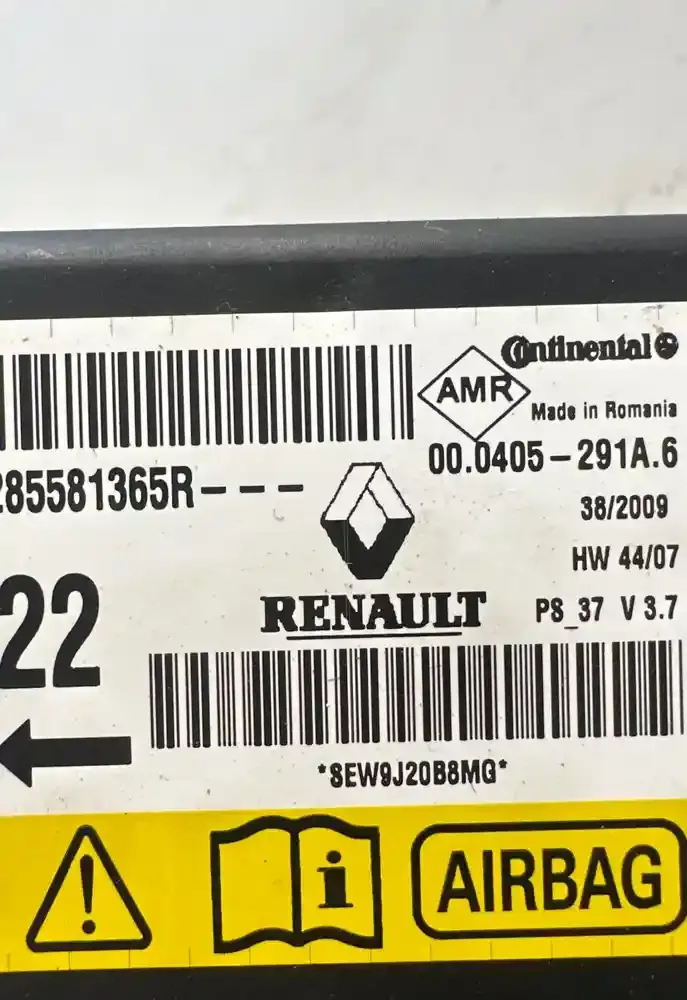 Continental
AMR
Made in Romania
285581365R---
00.0405-291A.6
38/2009
HW 44/07
22
RENAULT
PS_37 V 3.7
*8EW9J20B8MG*
AIRBAG